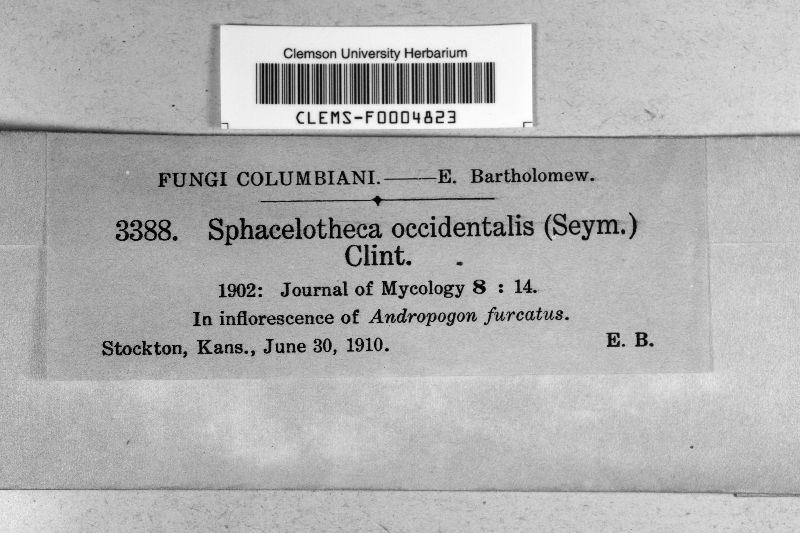 Clemson University Herbarium
CLEMS-F0004823
FUNGI COLUMBIANI.——E. Bartholomew.
3388. Sphacelotheca occidentalis (Seym.)
Clint.
1902: Journal of Mycology 8 : 14.
In inflorescence of Andropogon furcatus.
Stockton, Kans., June 30, 1910. E. B.